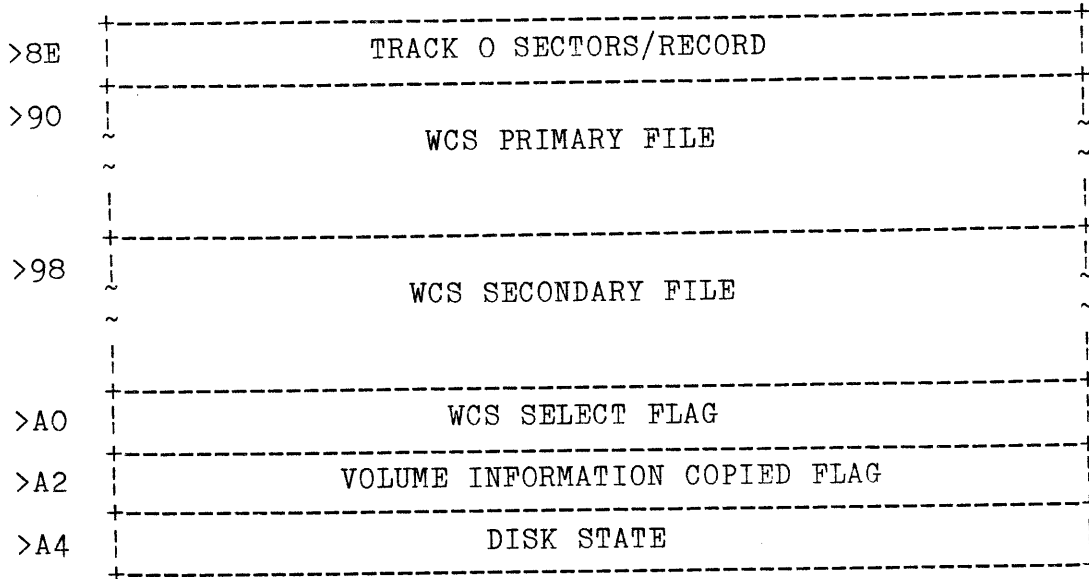 >8E TRACK 0 SECTORS/RECORD
>90 WCS PRIMARY FILE
>98 WCS SECONDARY FILE
>A0 WCS SELECT FLAG
>A2 VOLUME INFORMATION COPIED FLAG
>A4 DISK STATE